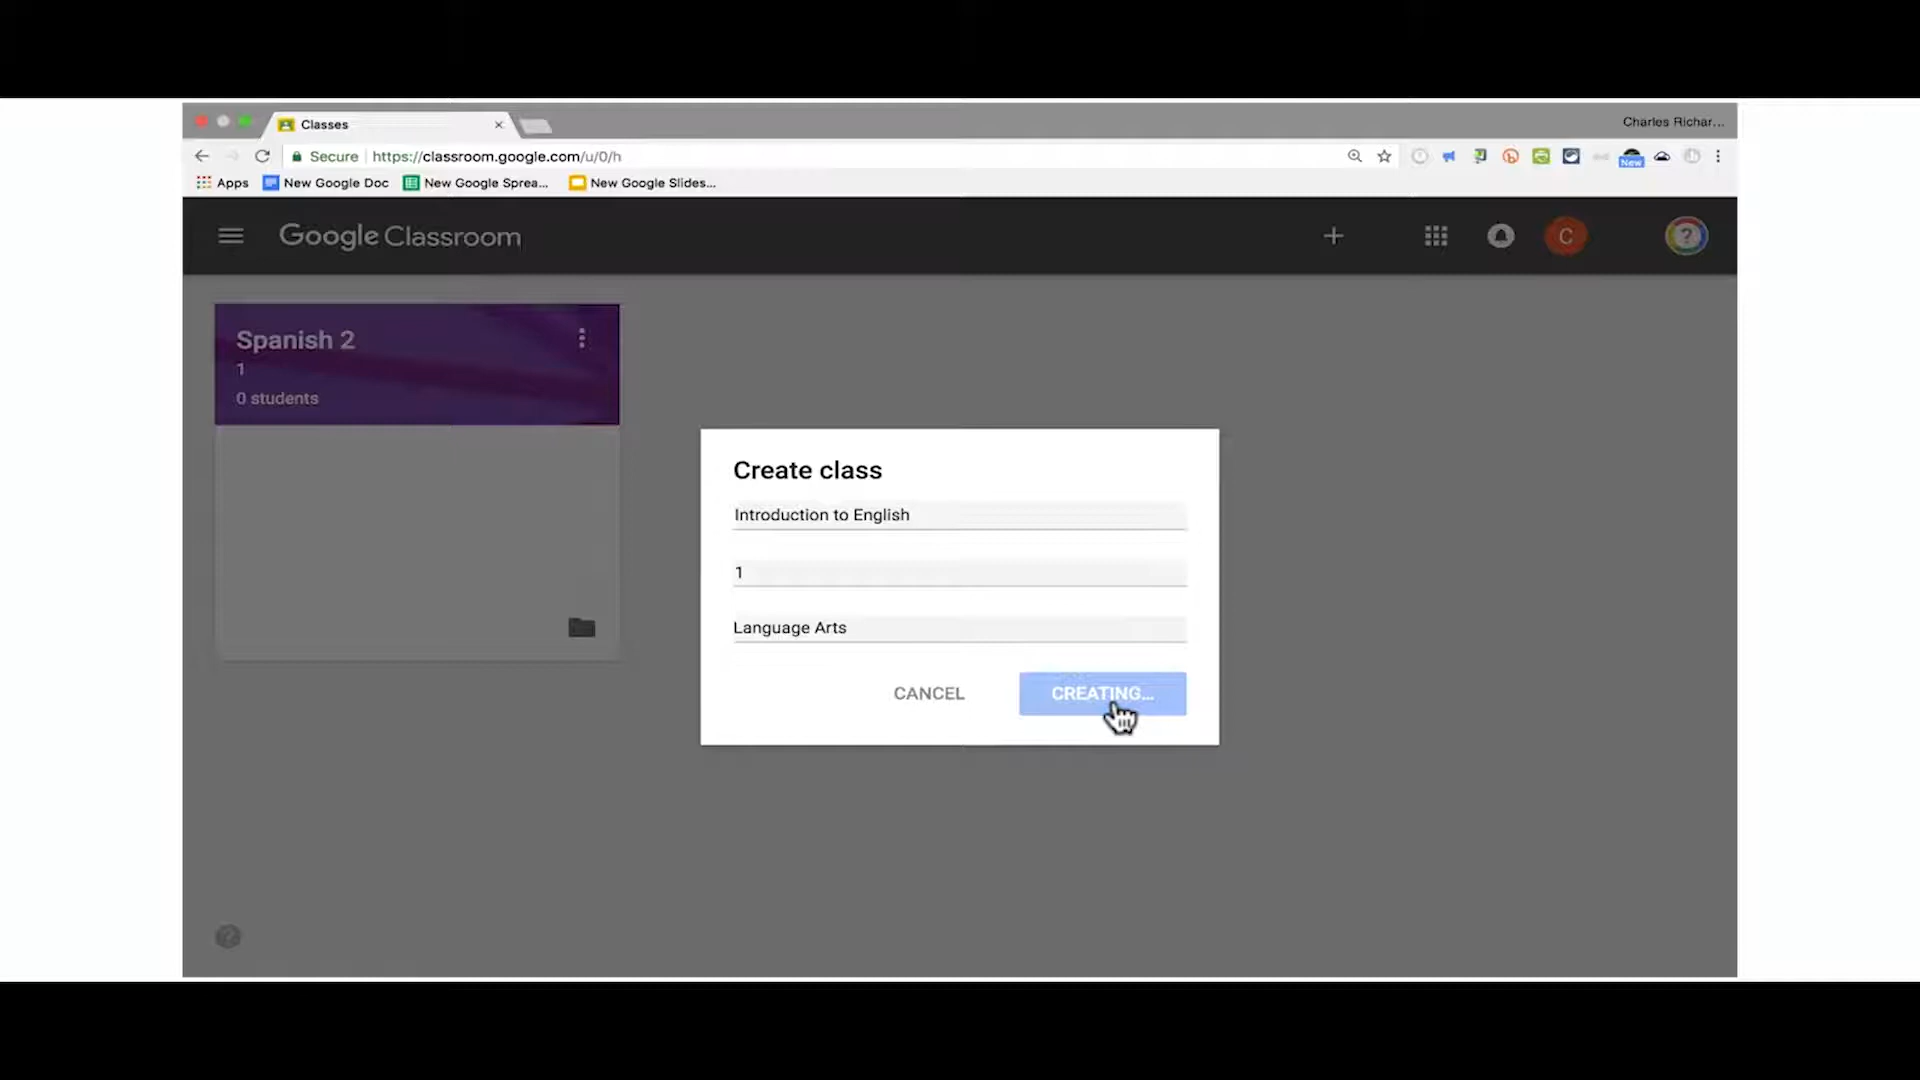 Classes
Charles Richar...
Secure https://classroom.google.com/u/0/h
New
Apps New Google Doc New Google Sprea... New Google Slides...
Google Classroom
C
?
Spanish 2
1
0 students
Create class
Introduction to English
1
Language Arts
CANCEL CREATING...
?